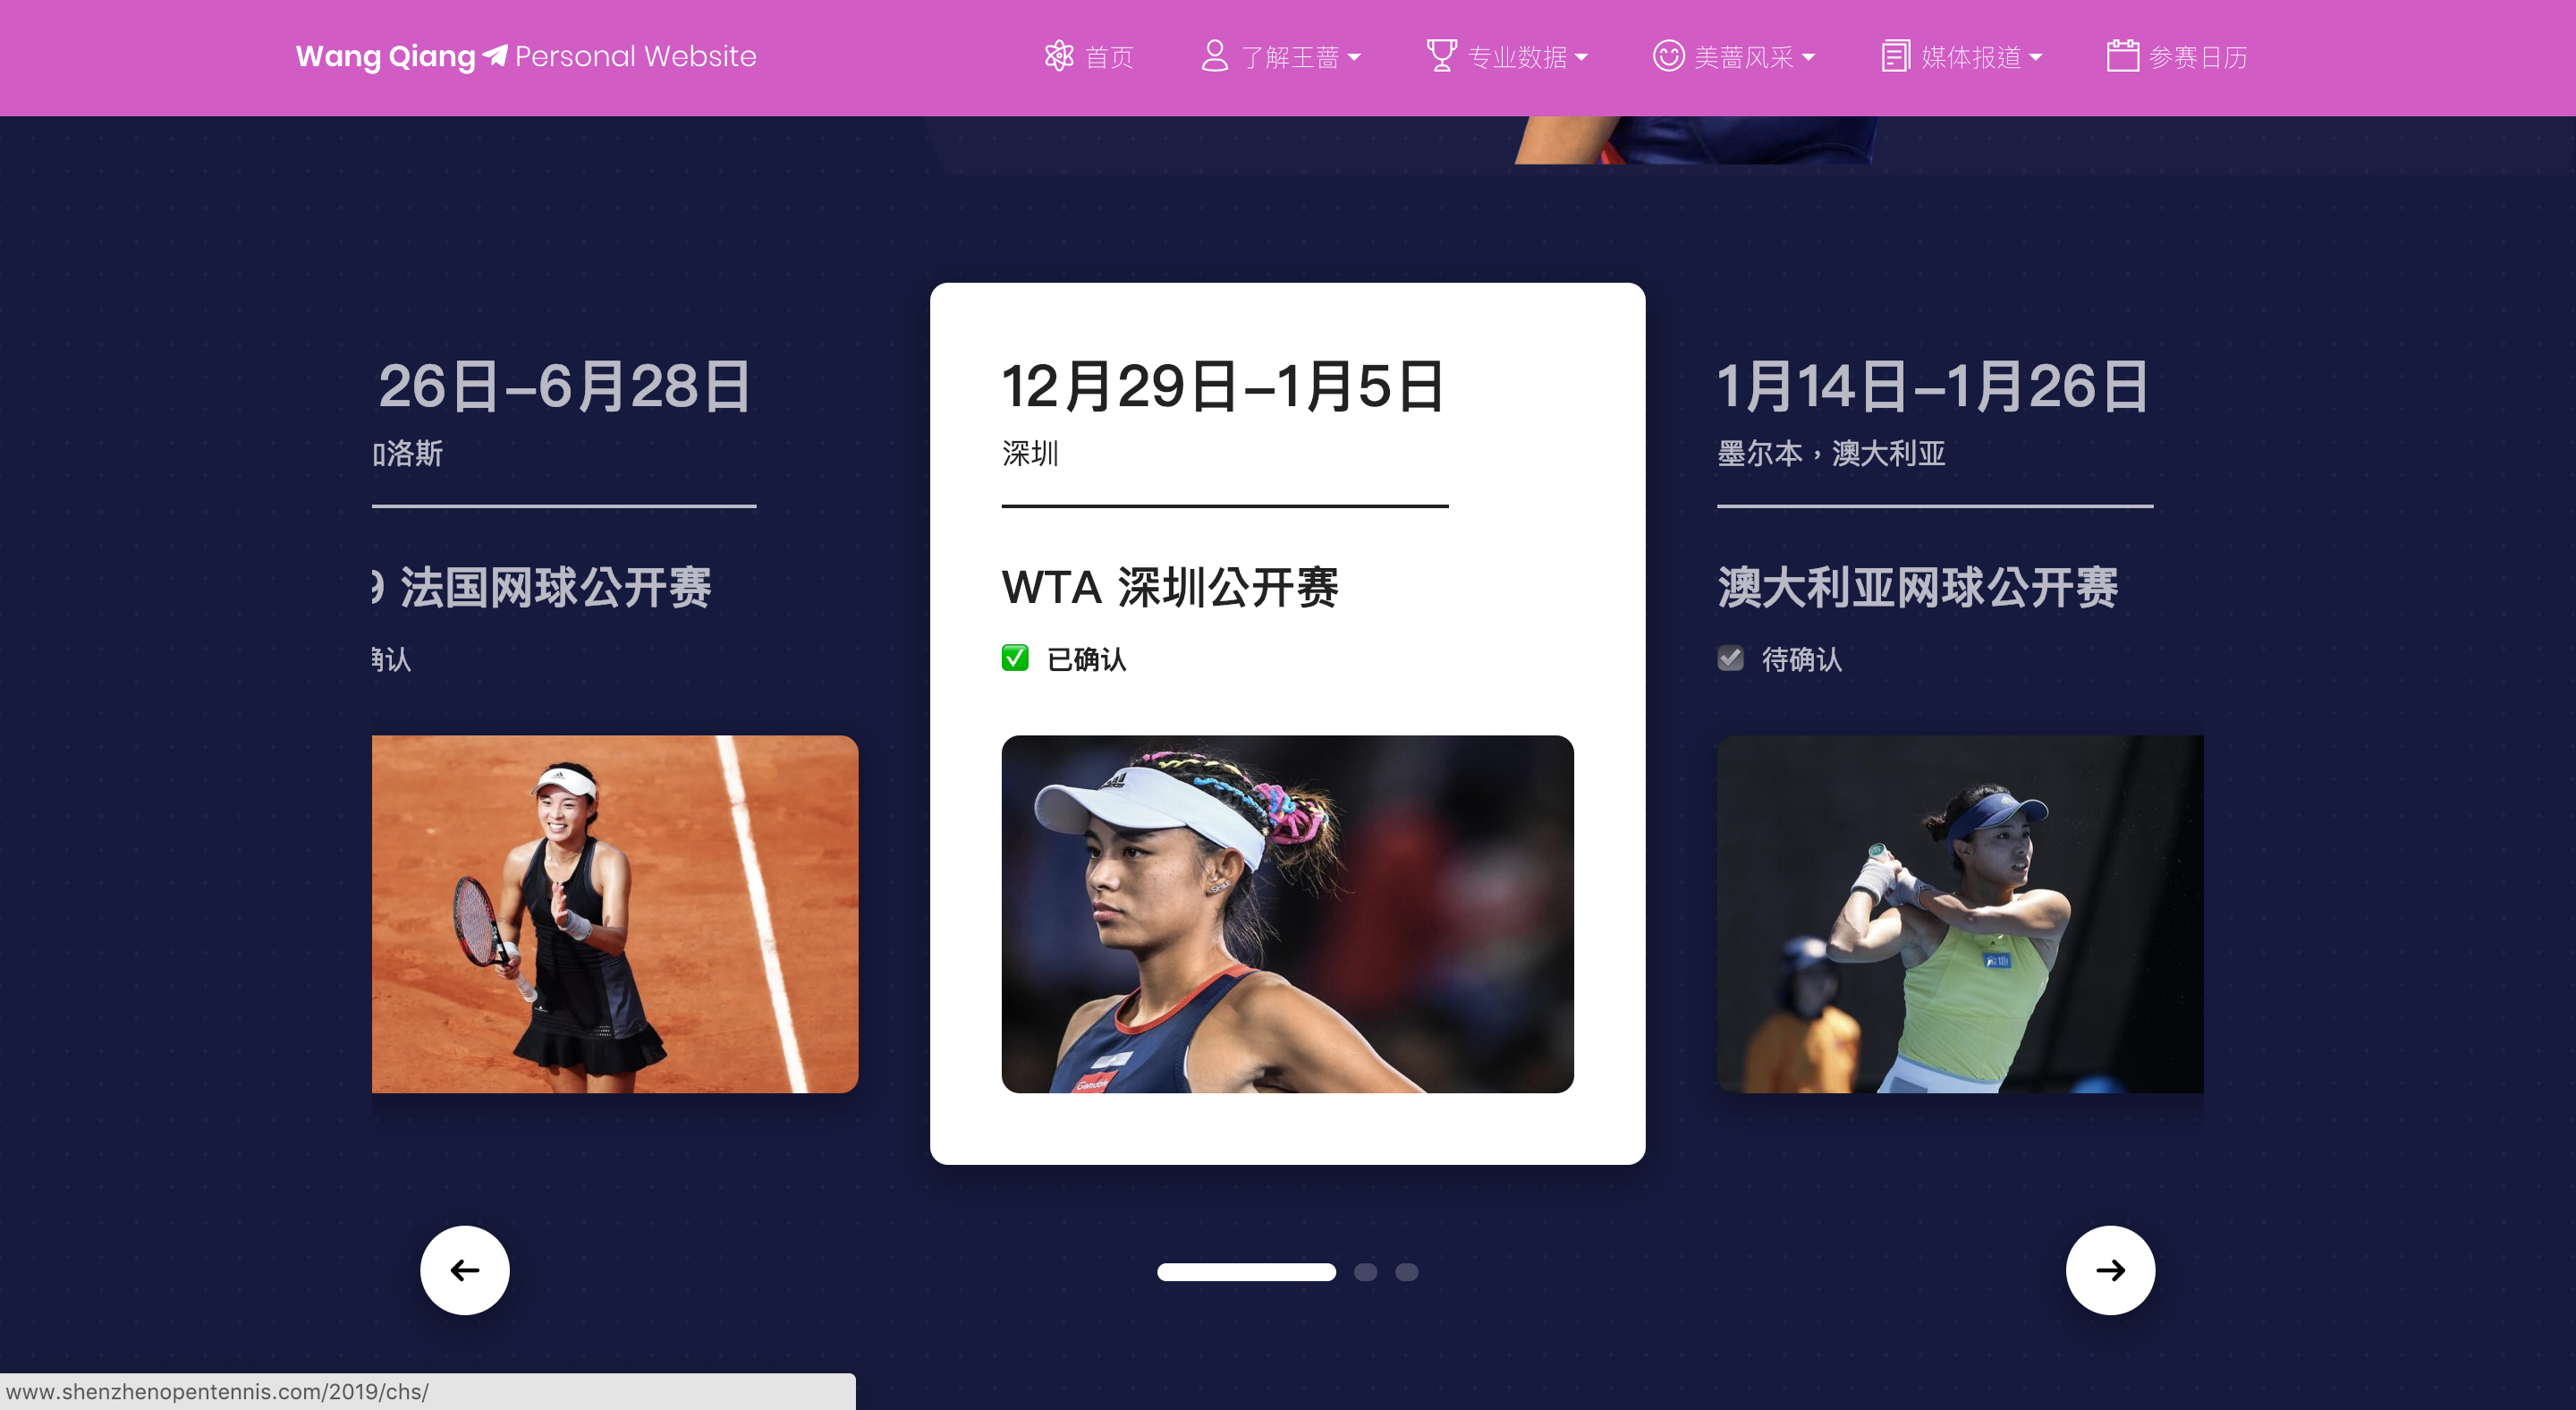 Wang Qiang Personal Website
首页
了解王蔷
专业数据
美蔷风采
媒体报道
参赛日历
26日–6月28日
加洛斯
9 法国网球公开赛
确认
12月29日–1月5日
深圳
WTA 深圳公开赛
已确认
1月14日–1月26日
墨尔本，澳大利亚
澳大利亚网球公开赛
待确认
www.shenzhenopentennis.com/2019/chs/